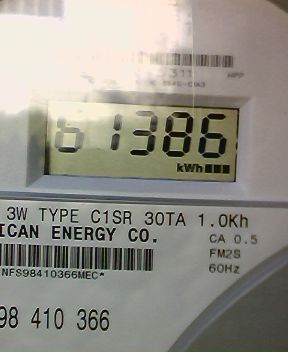 311
61386
kWh
3W TYPE C1SR 30TA 1.0Kh
ICAN ENERGY CO.
CA 0.5
FM2S
NFS98410366MEC*
60Hz
98 410 366